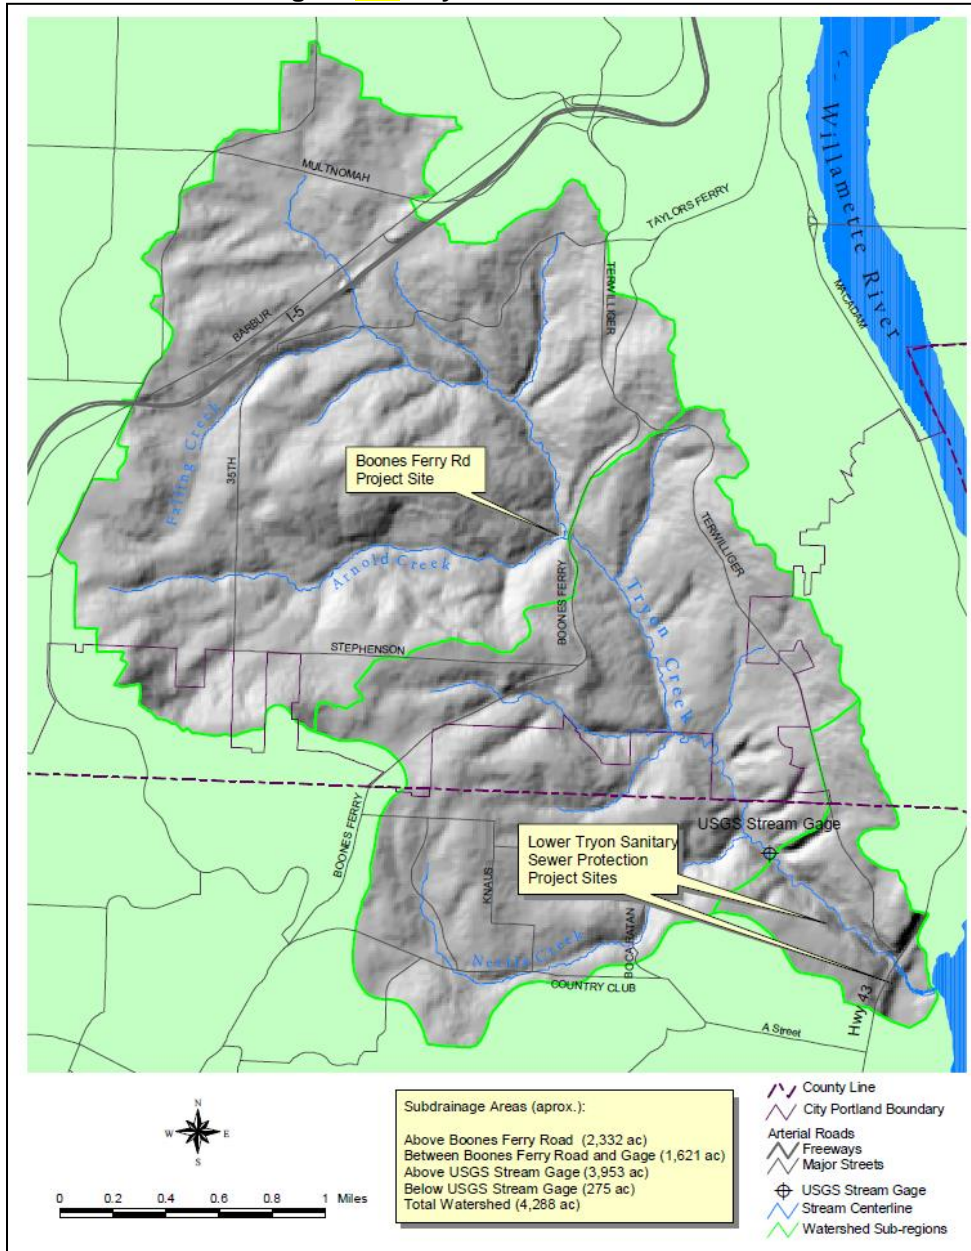 Willamette River
MULTNOMAH
TAYLORS FERRY
TERWILLIGER
MACADAM
BARBUR
I-5
Falling Creek
35TH
Boones Ferry Rd
Project Site
TERWILLIGER
Arnold Creek
BOONES FERRY
Tryon Creek
STEPHENSON
BOONES FERRY
USGS Stream Gage
Lower Tryon Sanitary
Sewer Protection
Project Sites
KNAUS
BOCA RATAN
Nettle Creek
COUNTRY CLUB
Hwy 43
A Street
N
W E
S
0 0.2 0.4 0.6 0.8 1 Miles
Subdrainage Areas (aprox.):
Above Boones Ferry Road (2,332 ac)
Between Boones Ferry Road and Gage (1,621 ac)
Above USGS Stream Gage (3,953 ac)
Below USGS Stream Gage (275 ac)
Total Watershed (4,288 ac)
County Line
City Portland Boundary
Arterial Roads
Freeways
Major Streets
USGS Stream Gage
Stream Centerline
Watershed Sub-regions